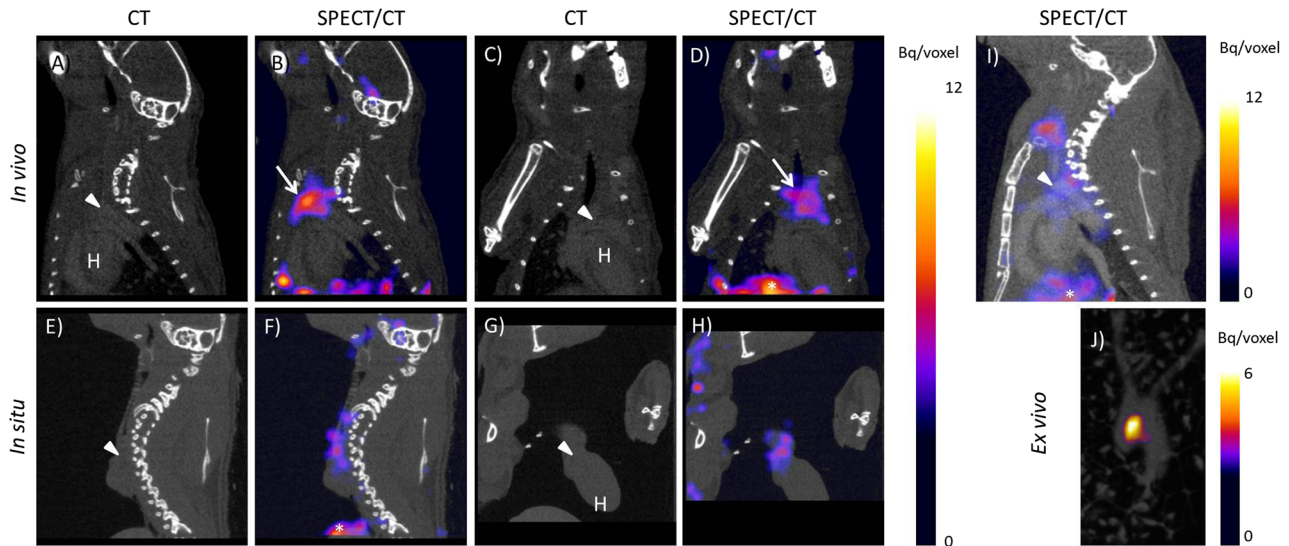 CT
SPECT/CT
CT
SPECT/CT
SPECT/CT
In vivo
A)
B)
C)
D)
H
H
*
Bq/voxel
12
0
I)
*
Bq/voxel
12
0
In situ
E)
F)
*
G)
H
H)
Ex vivo
J)
Bq/voxel
6
0